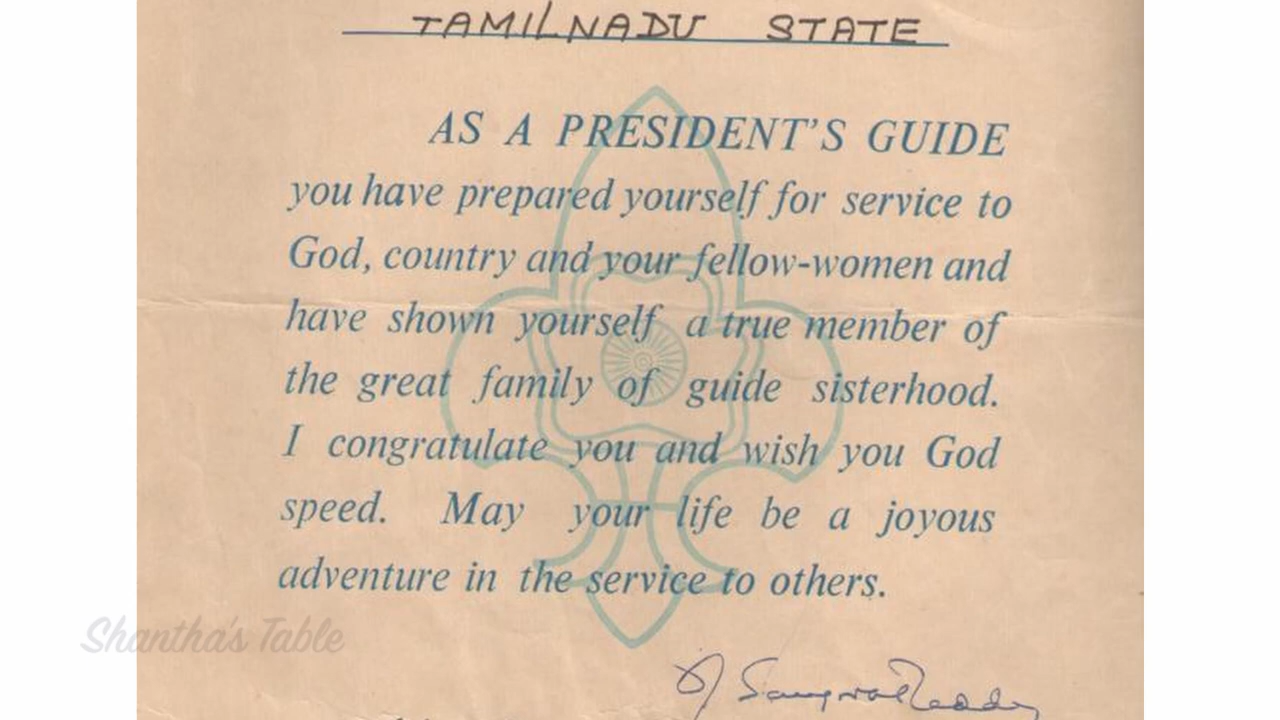 TAMILNADU STATE
AS A PRESIDENT'S GUIDE
you have prepared yourself for service to
God, country and your fellow-women and
have shown yourself a true member of
the great family of guide sisterhood.
I congratulate you and wish you God
speed. May your life be a joyous
adventure in the service to others.
Shantha's Table
Reddy